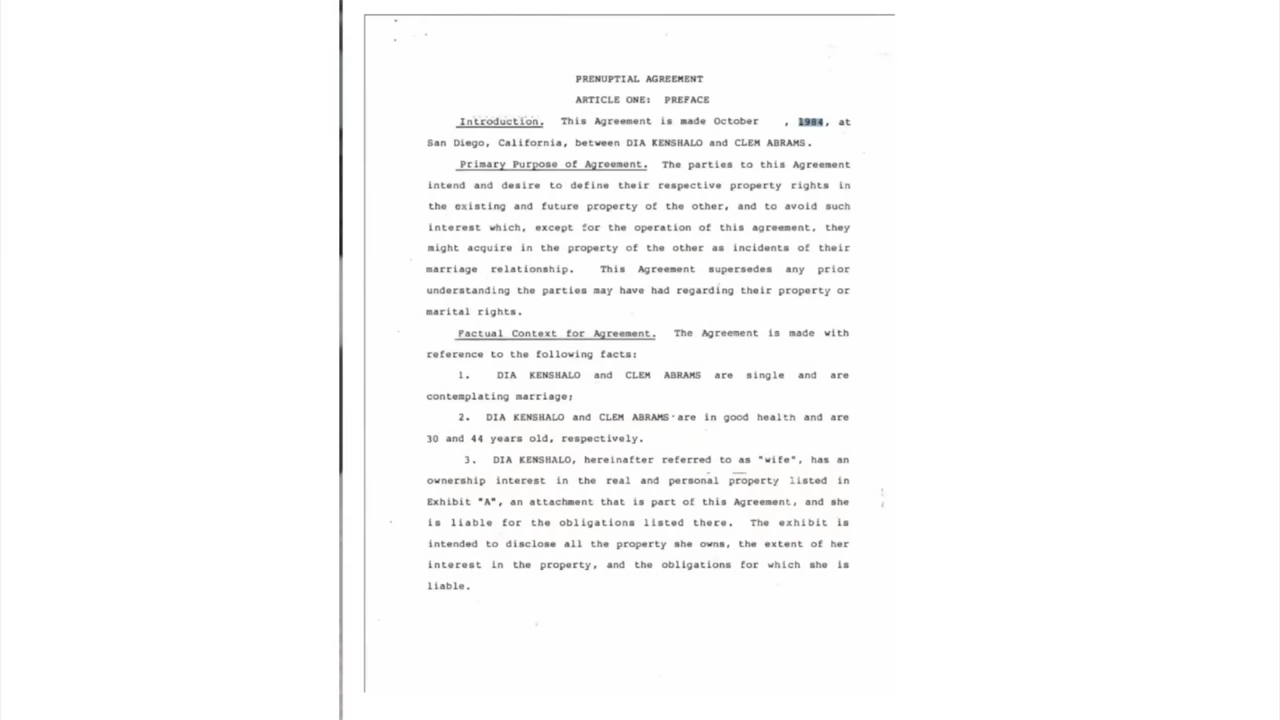 PRENUPTIAL AGREEMENT
ARTICLE ONE: PREFACE
Introduction. This Agreement is made October , 1984, at
San Diego, California, between DIA KENSHALO and CLEM ABRAMS.
Primary Purpose of Agreement. The parties to this Agreement
intend and desire to define their respective property rights in
the existing and future property of the other, and to avoid such
interest which, except for the operation of this agreement, they
might acquire in the property of the other as incidents of their
marriage relationship. This Agreement supersedes any prior
understanding the parties may have had regarding their property or
marital rights.
Factual Context for Agreement. The Agreement is made with
reference to the following facts:
1. DIA KENSHALO and CLEM ABRAMS are single and are
contemplating marriage;
2. DIA KENSHALO and CLEM ABRAMS are in good health and are
30 and 44 years old, respectively.
3. DIA KENSHALO, hereinafter referred to as "wife", has an
ownership interest in the real and personal property listed in
Exhibit "A", an attachment that is part of this Agreement, and she
is liable for the obligations listed there. The exhibit is
intended to disclose all the property she owns, the extent of her
interest in the property, and the obligations for which she is
liable.